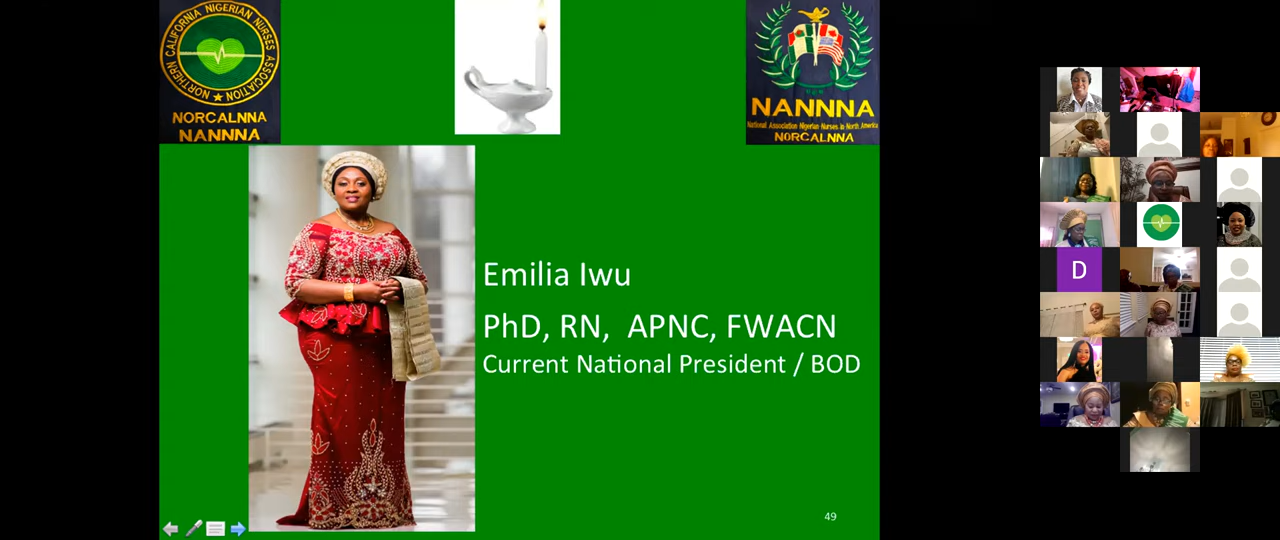 NORTHERN CALIFORNIA NIGERIAN NURSES ASSOCIATION
NORCALNNA
NANNNA
NANNNA
National Association Nigerian Nurses in North America
NORCALNNA
Emilia Iwu
PhD, RN, APNC, FWACN
Current National President / BOD
49
D